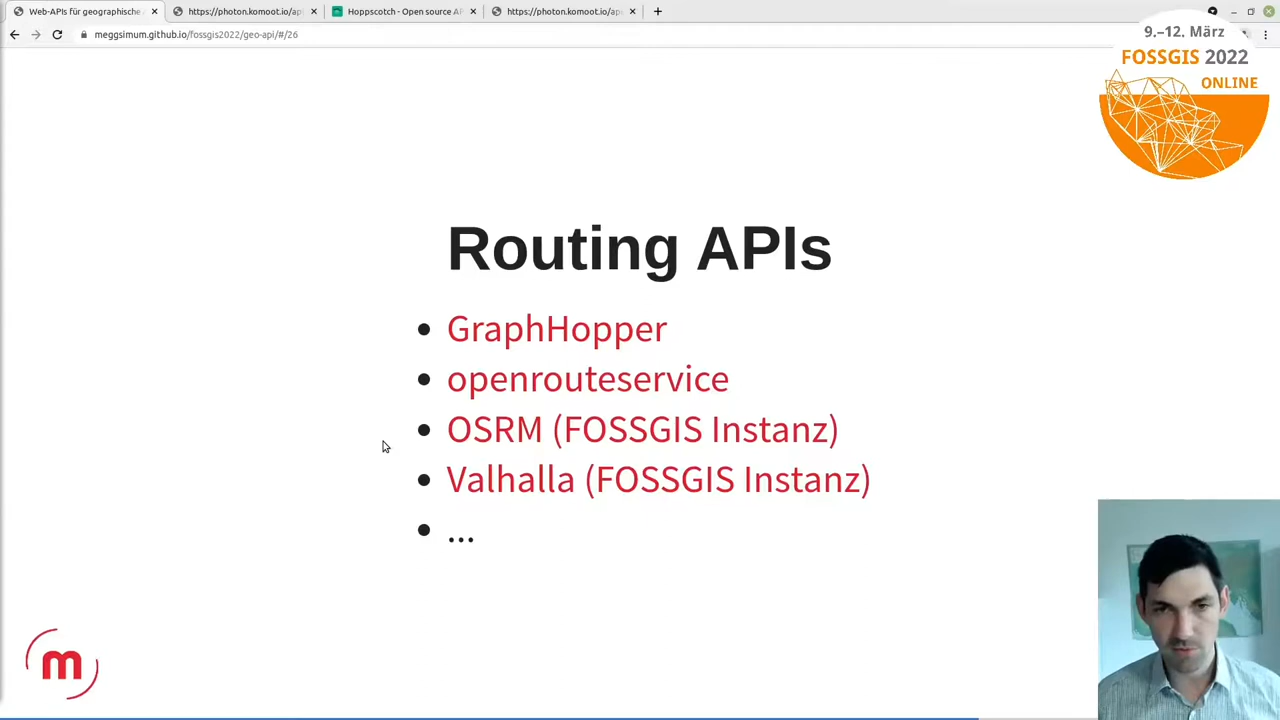 Web-APIs für geographische
https://photon.komoot.io/ap
Hoppscotch - Open source AP
https://photon.komoot.io/ap
meggsimum.github.io/fossgis2022/geo-api/#/26
9.–12. März
FOSSGIS 2022
ONLINE
Routing APIs
GraphHopper
openrouteservice
OSRM (FOSSGIS Instanz)
Valhalla (FOSSGIS Instanz)
...
m